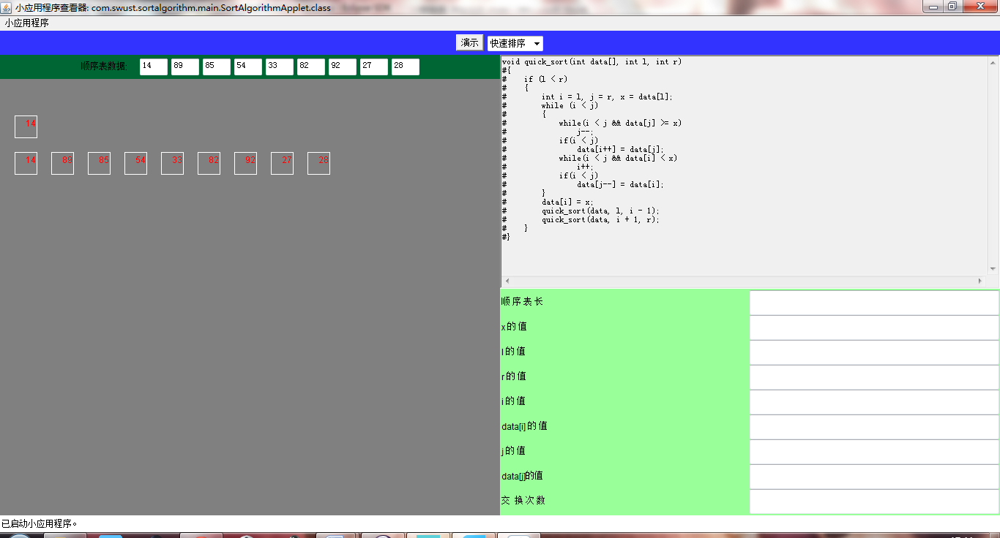 小应用程序查看器: com.swust.sortalgorithm.main.SortAlgorithmApplet.class
小应用程序
演示 快速排序
顺序表数据: 14 89 85 54 33 82 92 27 28
14
14 89 85 54 33 82 92 27 28
void quick_sort(int data[], int l, int r)
#{
#    if (l < r)
#    {
#        int i = l, j = r, x = data[l];
#        while (i < j)
#        {
#            while(i < j && data[j] >= x)
#                j--;
#            if(i < j)
#                data[i++] = data[j];
#            while(i < j && data[i] < x)
#                i++;
#            if(i < j)
#                data[j--] = data[i];
#        }
#        data[i] = x;
#        quick_sort(data, l, i - 1);
#        quick_sort(data, i + 1, r);
#    }
#}
顺序表长
x的值
l的值
r的值
i的值
data[i]的值
j的值
data[j]的值
交 换次数
已启动小应用程序。